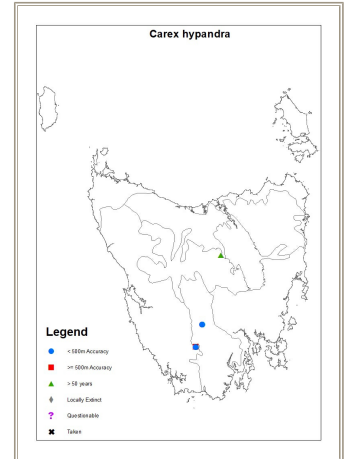 Carex hypandra
Legend
< 500m Accuracy
>= 500m Accuracy
> 50 years
Locally Extinct
? Questionable
Taken